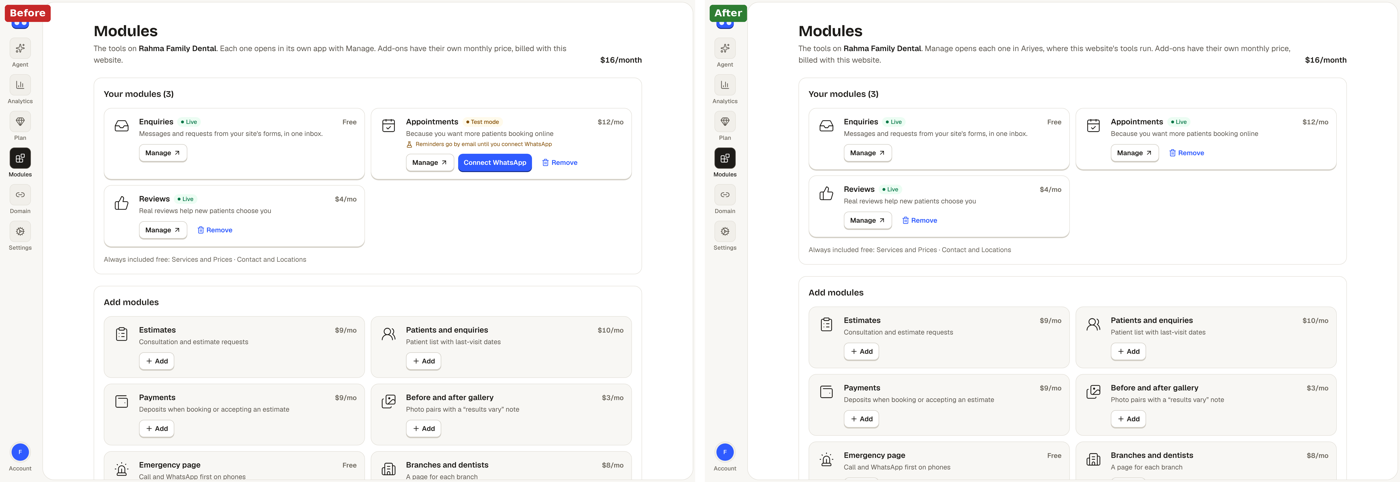 Before
Agent
Analytics
Plan
Modules
Domain
Settings
F
Account
Modules
The tools on Rahma Family Dental. Each one opens in its own app with Manage. Add-ons have their own monthly price, billed with this
website.
$16/month
Your modules (3)
Enquiries
Live
Free
Messages and requests from your site's forms, in one inbox.
Manage
Appointments
Test mode
$12/mo
Because you want more patients booking online
Reminders go by email until you connect WhatsApp
Manage
Connect WhatsApp
Remove
Reviews
Live
$4/mo
Real reviews help new patients choose you
Manage
Remove
Always included free: Services and Prices · Contact and Locations
Add modules
Estimates
$9/mo
Consultation and estimate requests
+ Add
Patients and enquiries
$10/mo
Patient list with last-visit dates
+ Add
Payments
$9/mo
Deposits when booking or accepting an estimate
+ Add
Before and after gallery
$3/mo
Photo pairs with a "results vary" note
+ Add
Emergency page
Free
Call and WhatsApp first on phones
Branches and dentists
$8/mo
A page for each branch
After
Agent
Analytics
Plan
Modules
Domain
Settings
F
Account
Modules
The tools on Rahma Family Dental. Manage opens each one in Ariyes, where this website's tools run. Add-ons have their own monthly price,
billed with this website.
$16/month
Your modules (3)
Enquiries
Live
Free
Messages and requests from your site's forms, in one inbox.
Manage
Appointments
Live
$12/mo
Because you want more patients booking online
Manage
Remove
Reviews
Live
$4/mo
Real reviews help new patients choose you
Manage
Remove
Always included free: Services and Prices · Contact and Locations
Add modules
Estimates
$9/mo
Consultation and estimate requests
+ Add
Patients and enquiries
$10/mo
Patient list with last-visit dates
+ Add
Payments
$9/mo
Deposits when booking or accepting an estimate
+ Add
Before and after gallery
$3/mo
Photo pairs with a "results vary" note
+ Add
Emergency page
Free
Call and WhatsApp first on phones
Branches and dentists
$8/mo
A page for each branch